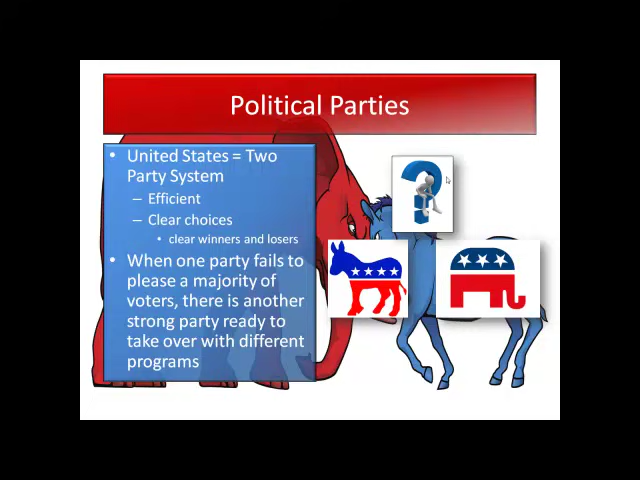 Political Parties
• United States = Two
Party System
– Efficient
– Clear choices
• clear winners and losers
• When one party fails to
please a majority of
voters, there is another
strong party ready to
take over with different
programs